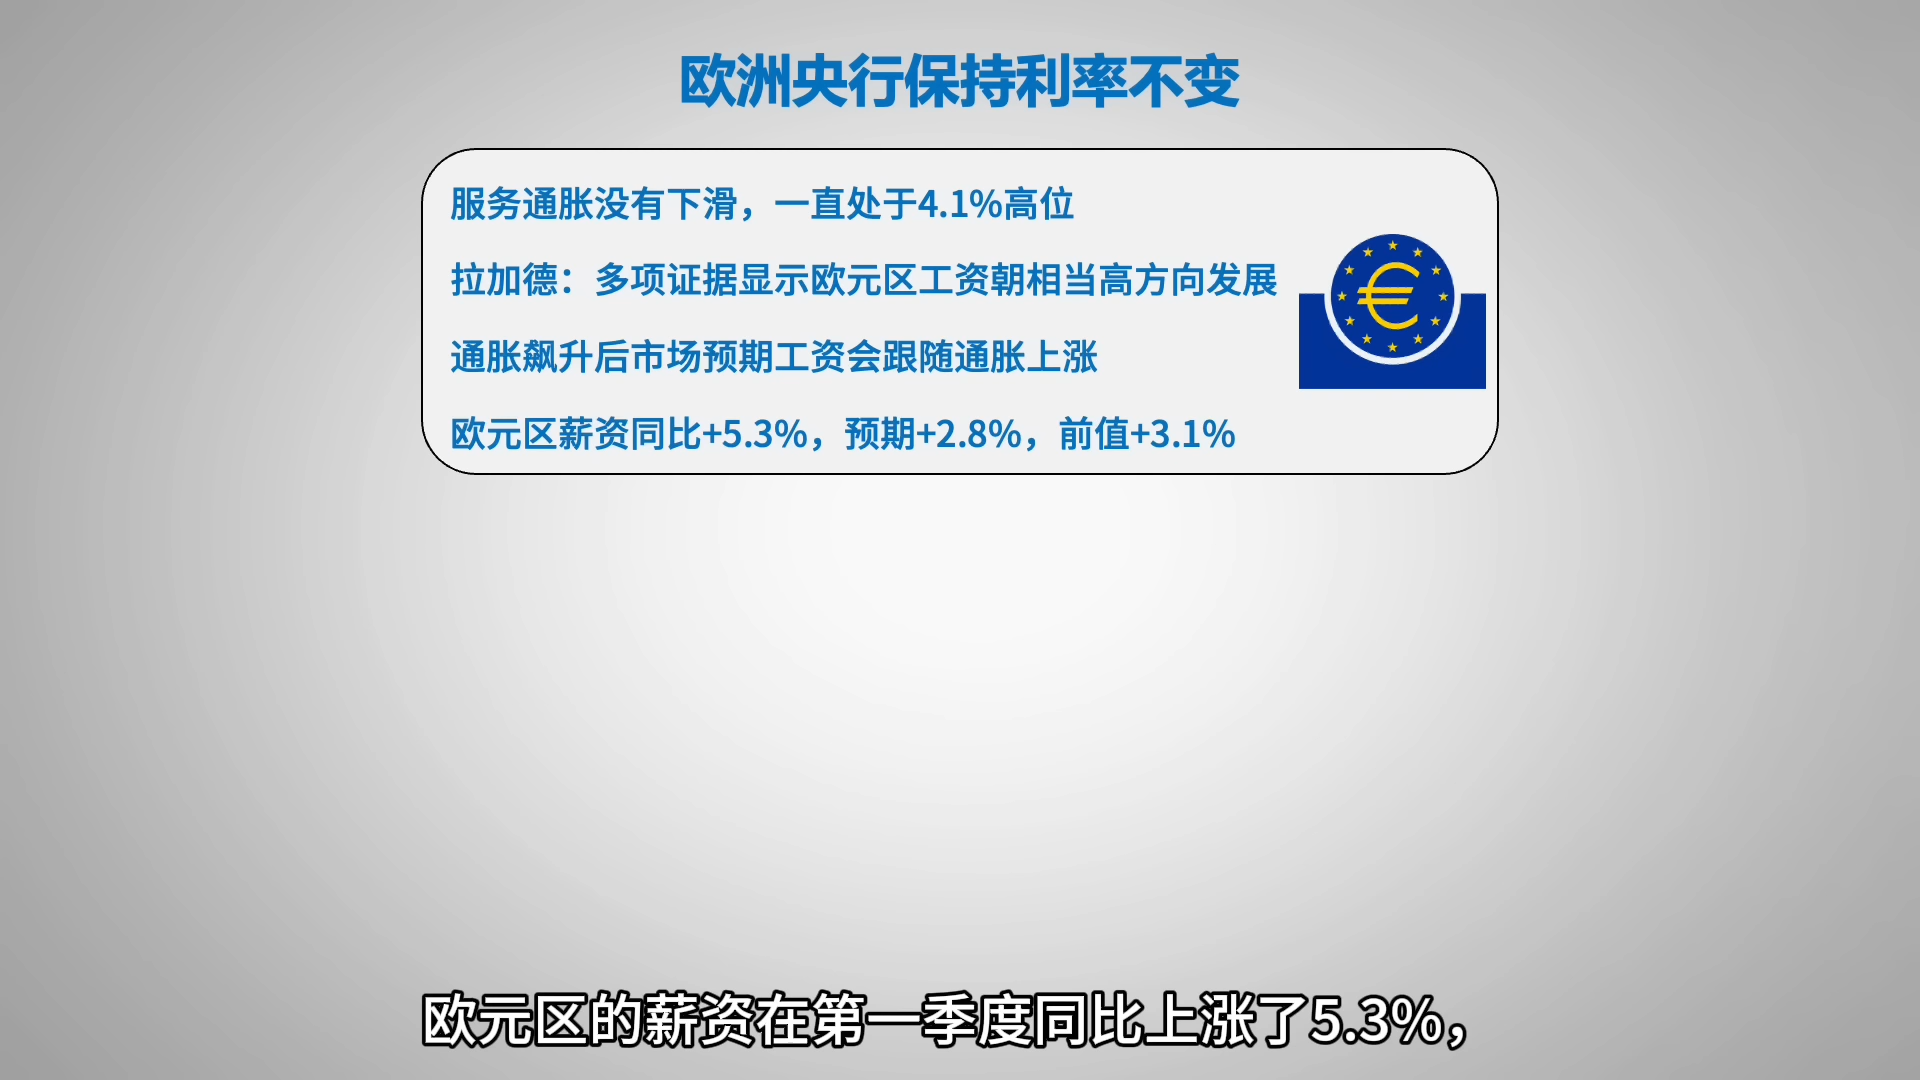 欧洲央行保持利率不变
服务通胀没有下滑，一直处于4.1%高位
拉加德：多项证据显示欧元区工资朝相当高方向发展
通胀飙升后市场预期工资会跟随通胀上涨
欧元区薪资同比+5.3%，预期+2.8%，前值+3.1%
欧元区的薪资在第一季度同比上涨了5.3%，